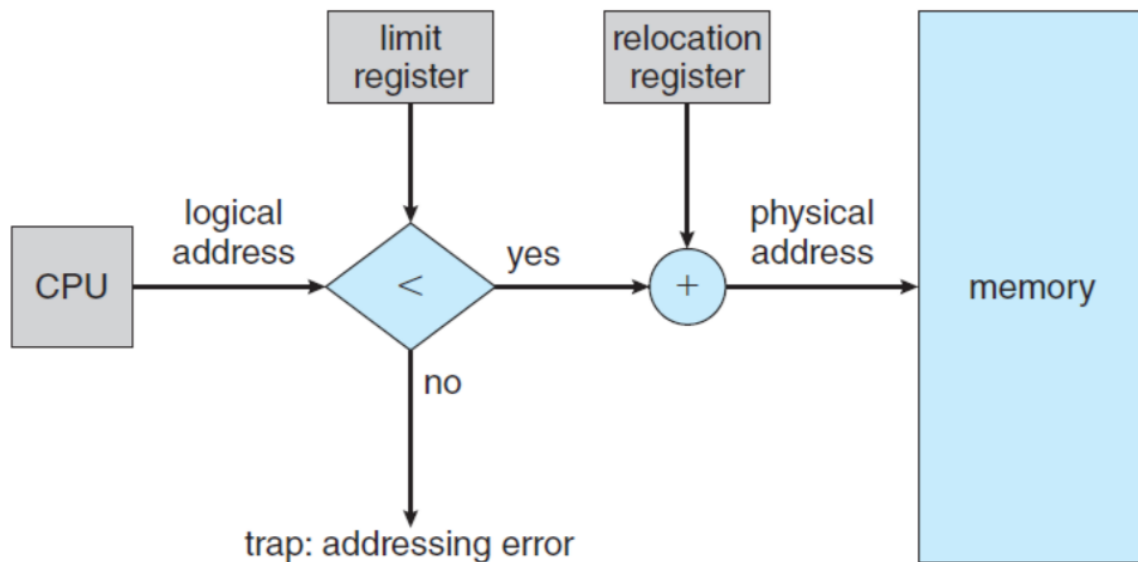 limit
register
relocation
register
logical
address
physical
address
CPU
<
yes
+
memory
no
trap: addressing error